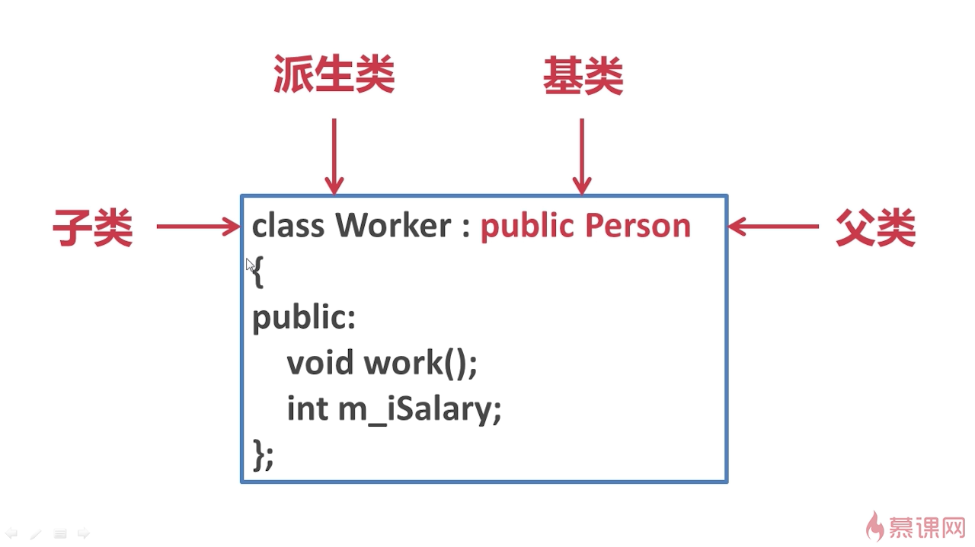 派生类 基类
子类 class Worker : public Person 父类
{
public:
void work();
int m_iSalary;
};
慕课网